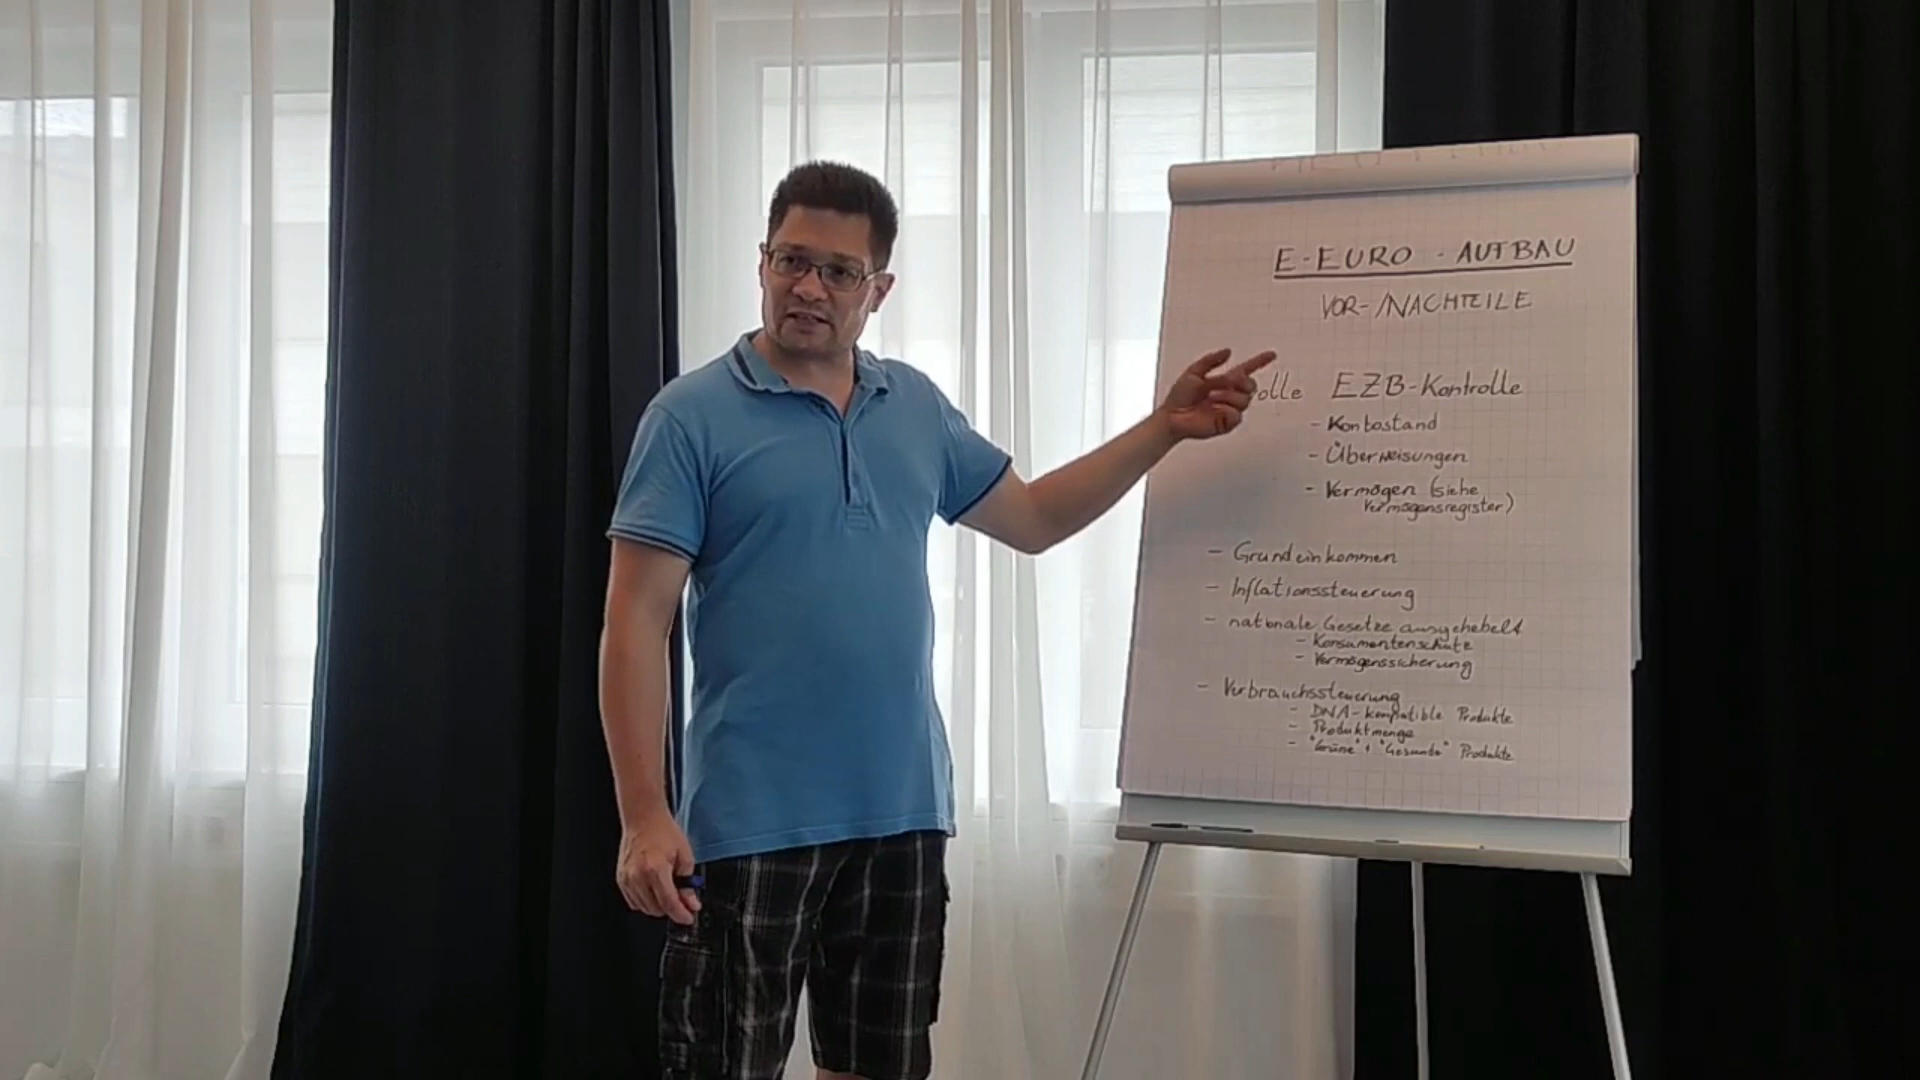 E-EURO - AUFBAU
VOR-/NACHTEILE
olle EZB-Kontrolle
- Kontostand
- Überweisungen
- Vermögen (siehe
Vermögensregister)
- Grundeinkommen
- Inflationssteuerung
- nationale Gesetze ausgehebelt
- Konsumentenschutz
- Vermögenssicherung
- Verbrauchssteuerung
- DNA-kompatible Produkte
- Produktmenge
- "Grüne" + "Gesunde" Produkte